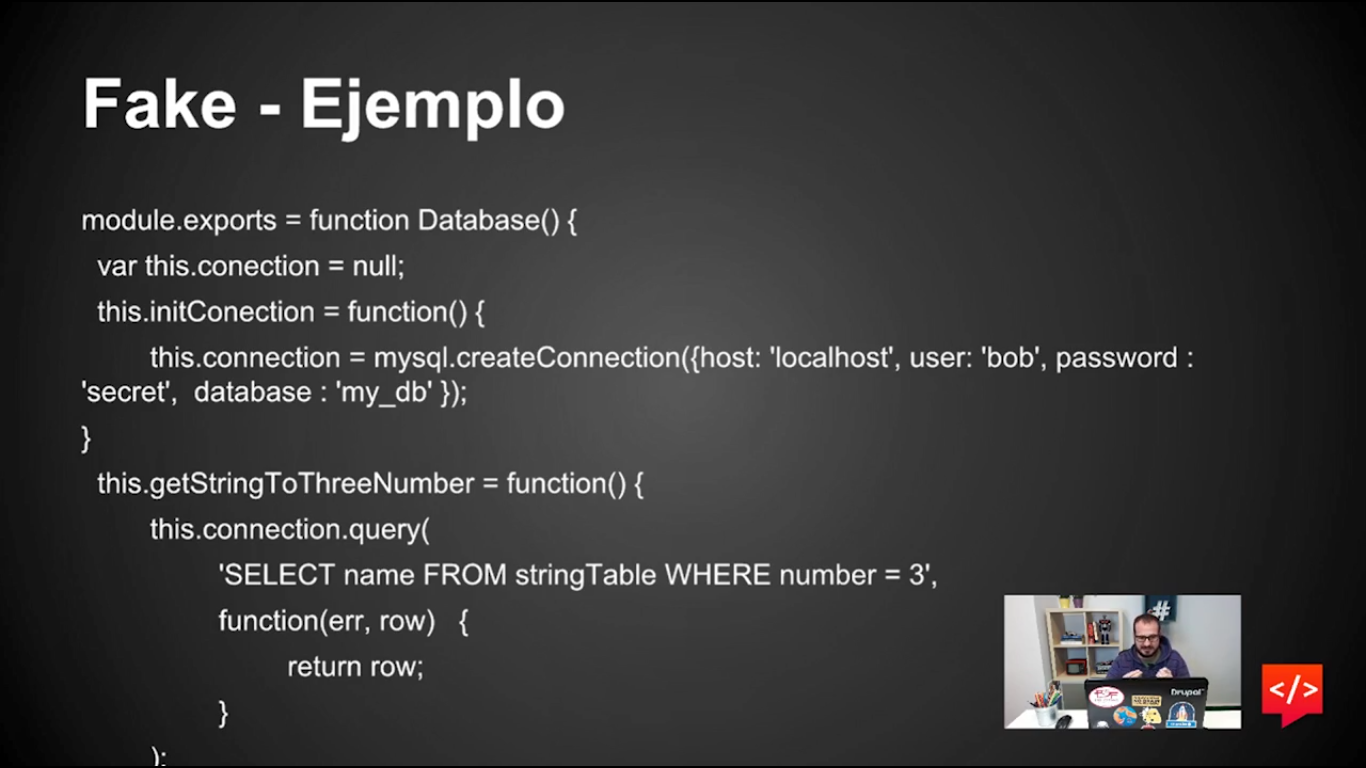 Fake - Ejemplo
module.exports = function Database() {
var this.conection = null;
this.initConection = function() {
this.connection = mysql.createConnection({host: 'localhost', user: 'bob', password :
'secret', database : 'my_db' });
}
this.getStringToThreeNumber = function() {
this.connection.query(
'SELECT name FROM stringTable WHERE number = 3',
function(err, row) {
return row;
}
);
#
Drupal
</>